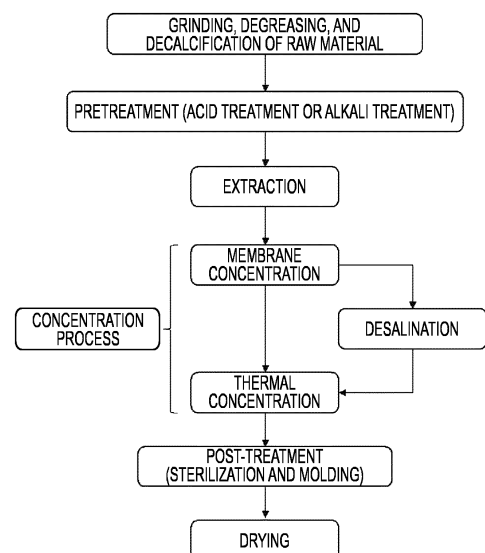 GRINDING, DEGREASING, AND
DECALCIFICATION OF RAW MATERIAL
PRETREATMENT (ACID TREATMENT OR ALKALI TREATMENT)
EXTRACTION
MEMBRANE
CONCENTRATION
CONCENTRATION
PROCESS
DESALINATION
THERMAL
CONCENTRATION
POST-TREATMENT
(STERILIZATION AND MOLDING)
DRYING